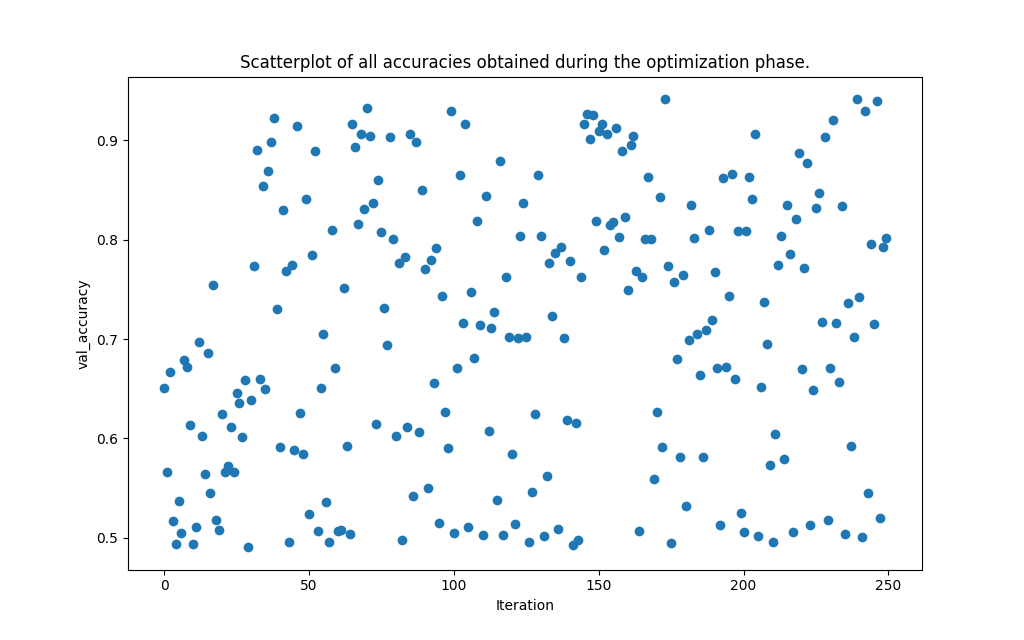 Scatterplot of all accuracies obtained during the optimization phase.
0.9
0.8
0.7
0.6
0.5
val_accuracy
0 50 100 150 200 250
Iteration